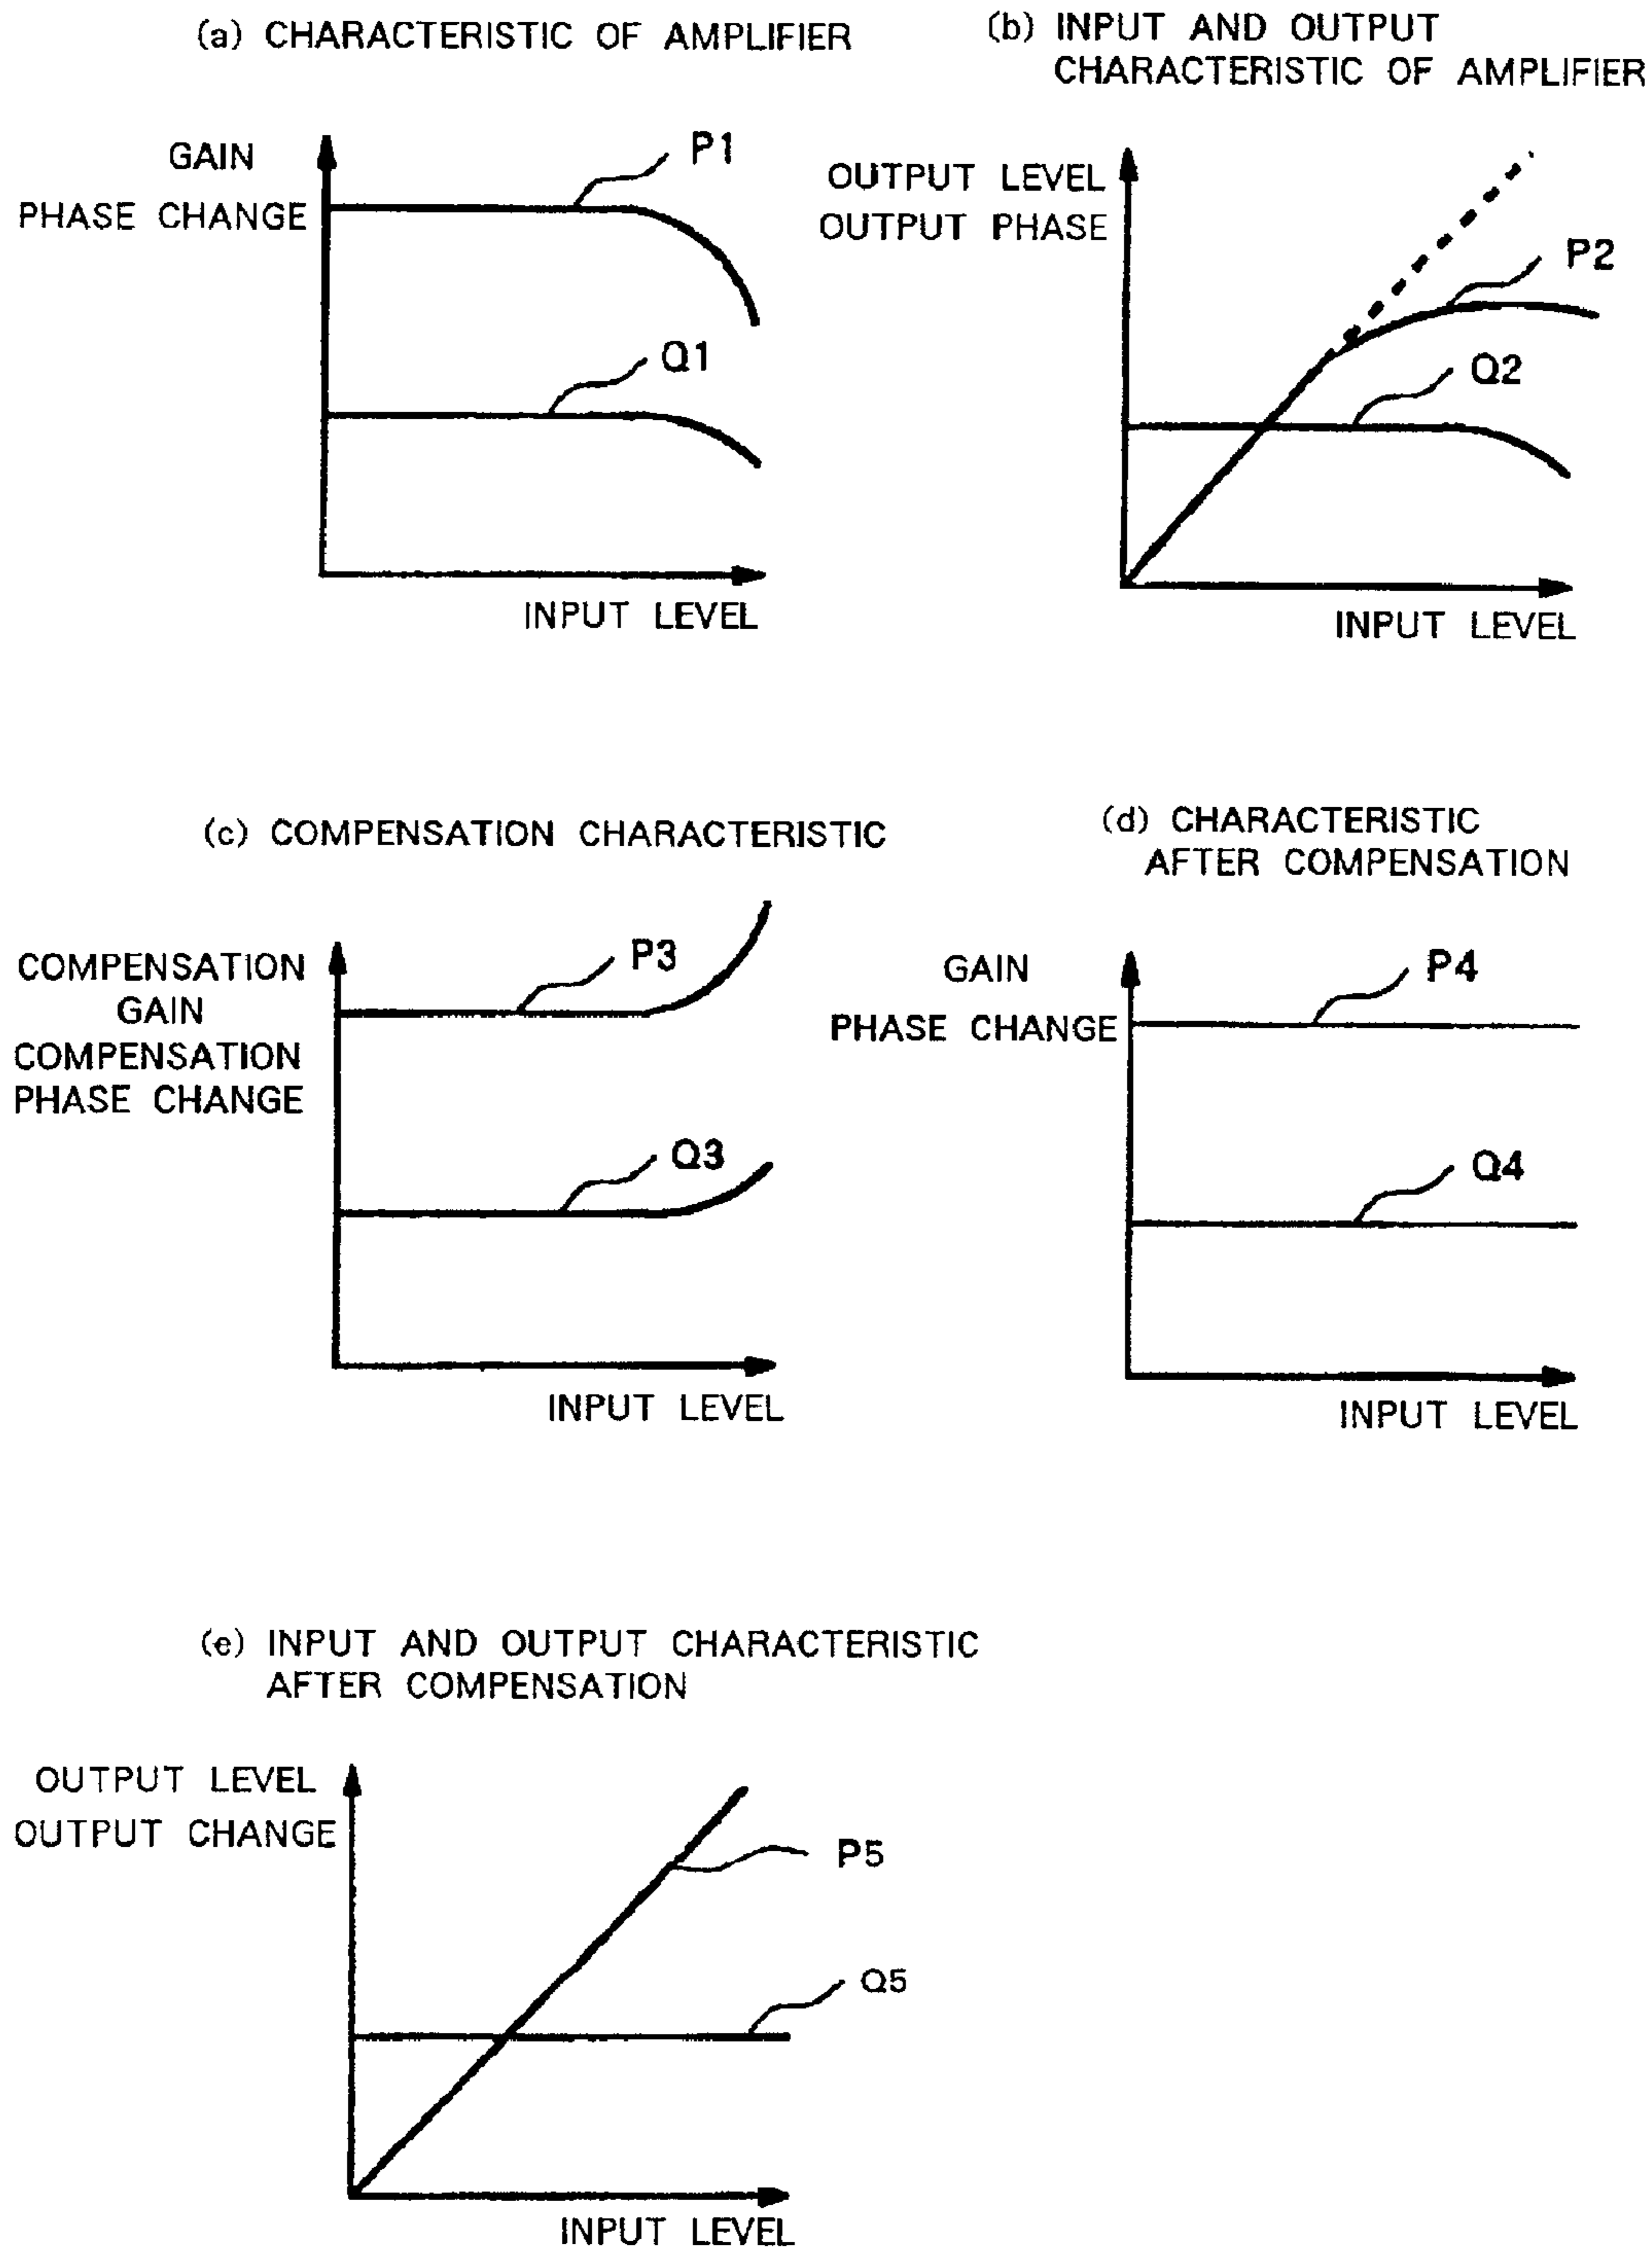 (a) CHARACTERISTIC OF AMPLIFIER
GAIN
PHASE CHANGE
P1
Q1
INPUT LEVEL
(b) INPUT AND OUTPUT
CHARACTERISTIC OF AMPLIFIER
OUTPUT LEVEL
OUTPUT PHASE
P2
Q2
INPUT LEVEL
(c) COMPENSATION CHARACTERISTIC
COMPENSATION
GAIN
COMPENSATION
PHASE CHANGE
P3
Q3
INPUT LEVEL
(d) CHARACTERISTIC
AFTER COMPENSATION
GAIN
PHASE CHANGE
P4
Q4
INPUT LEVEL
(e) INPUT AND OUTPUT CHARACTERISTIC
AFTER COMPENSATION
OUTPUT LEVEL
OUTPUT CHANGE
P5
Q5
INPUT LEVEL